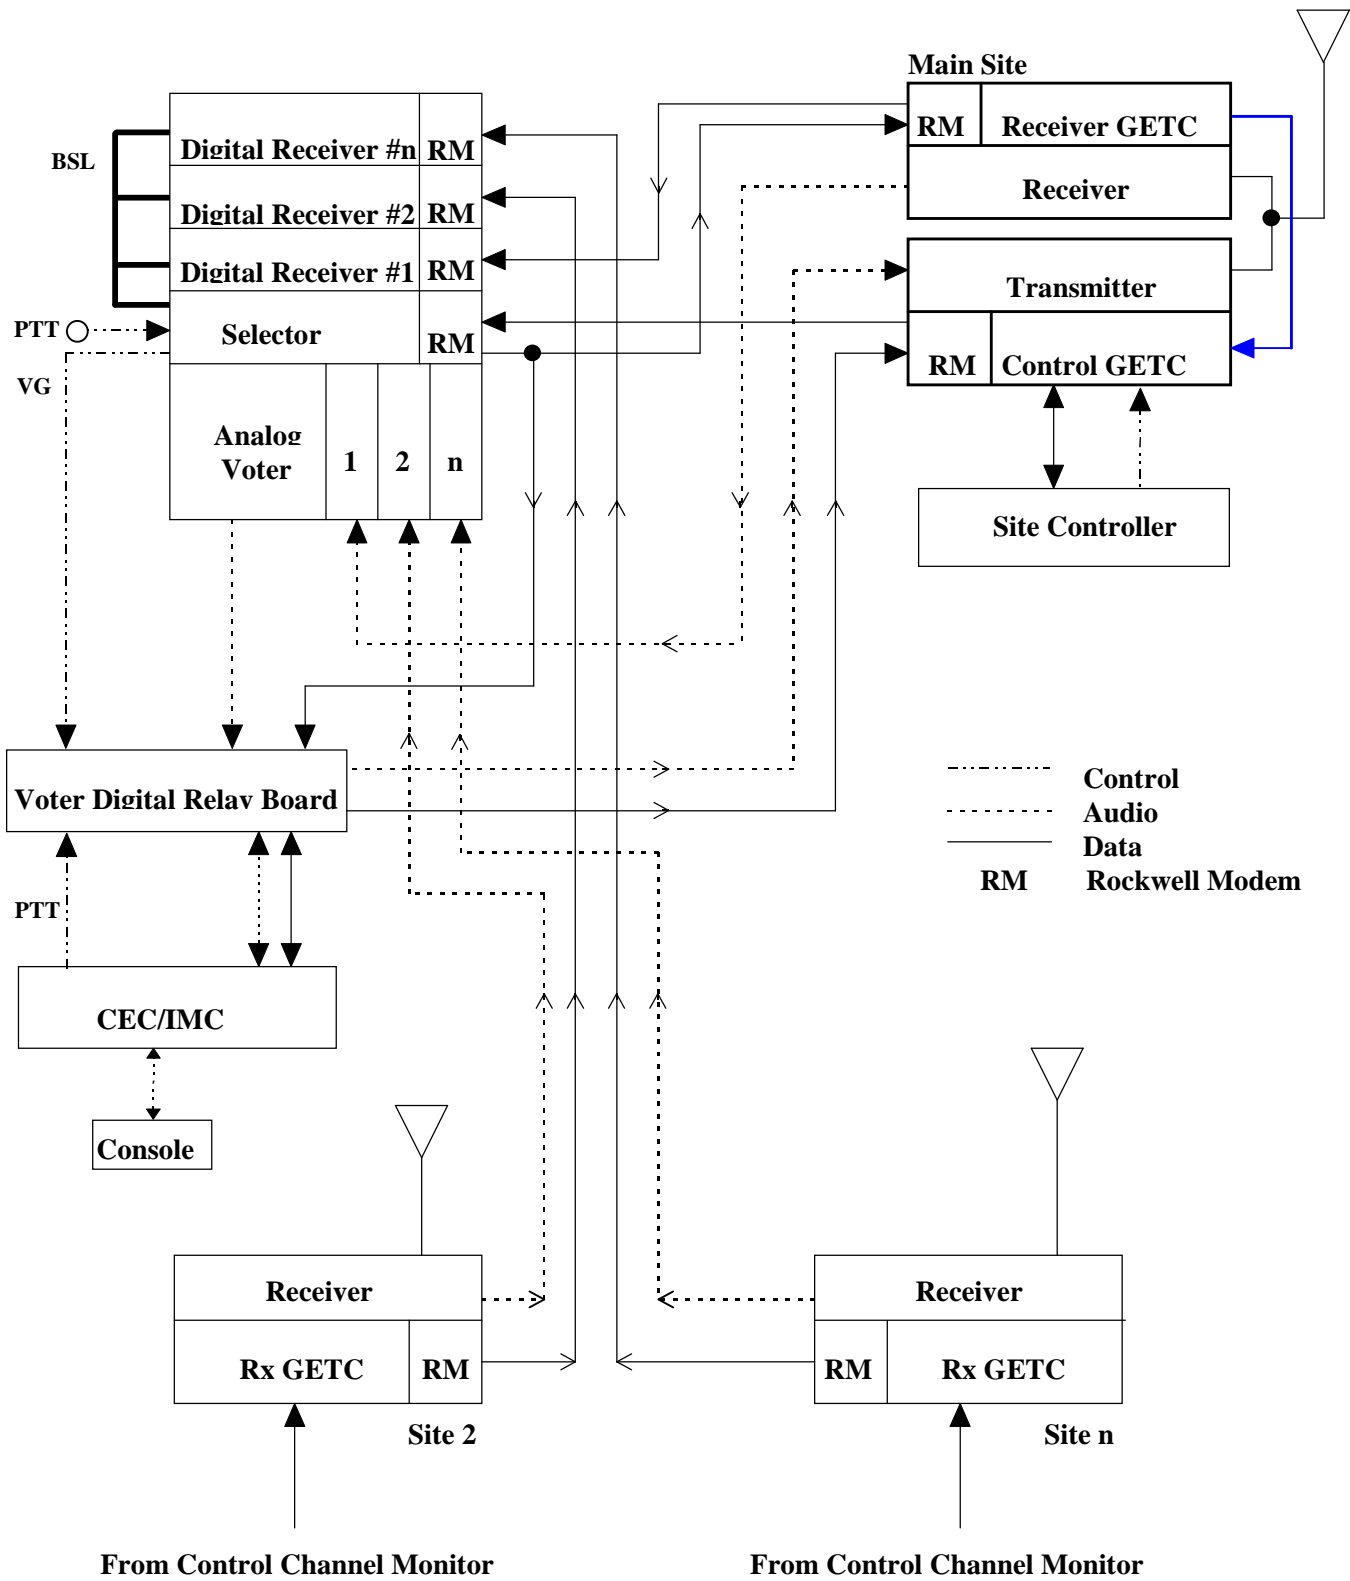 Main Site
RM
Receiver GETC
Receiver
Transmitter
RM
Control GETC
Site Controller
BSL
Digital Receiver #n
RM
Digital Receiver #2
RM
Digital Receiver #1
RM
PTT
Selector
RM
VG
Analog
Voter
1
2
n
Voter Digital Relay Board
PTT
CEC/IMC
Console
Control
Audio
Data
RM Rockwell Modem
Receiver
Rx GETC
RM
Site 2
From Control Channel Monitor
Receiver
RM
Rx GETC
Site n
From Control Channel Monitor